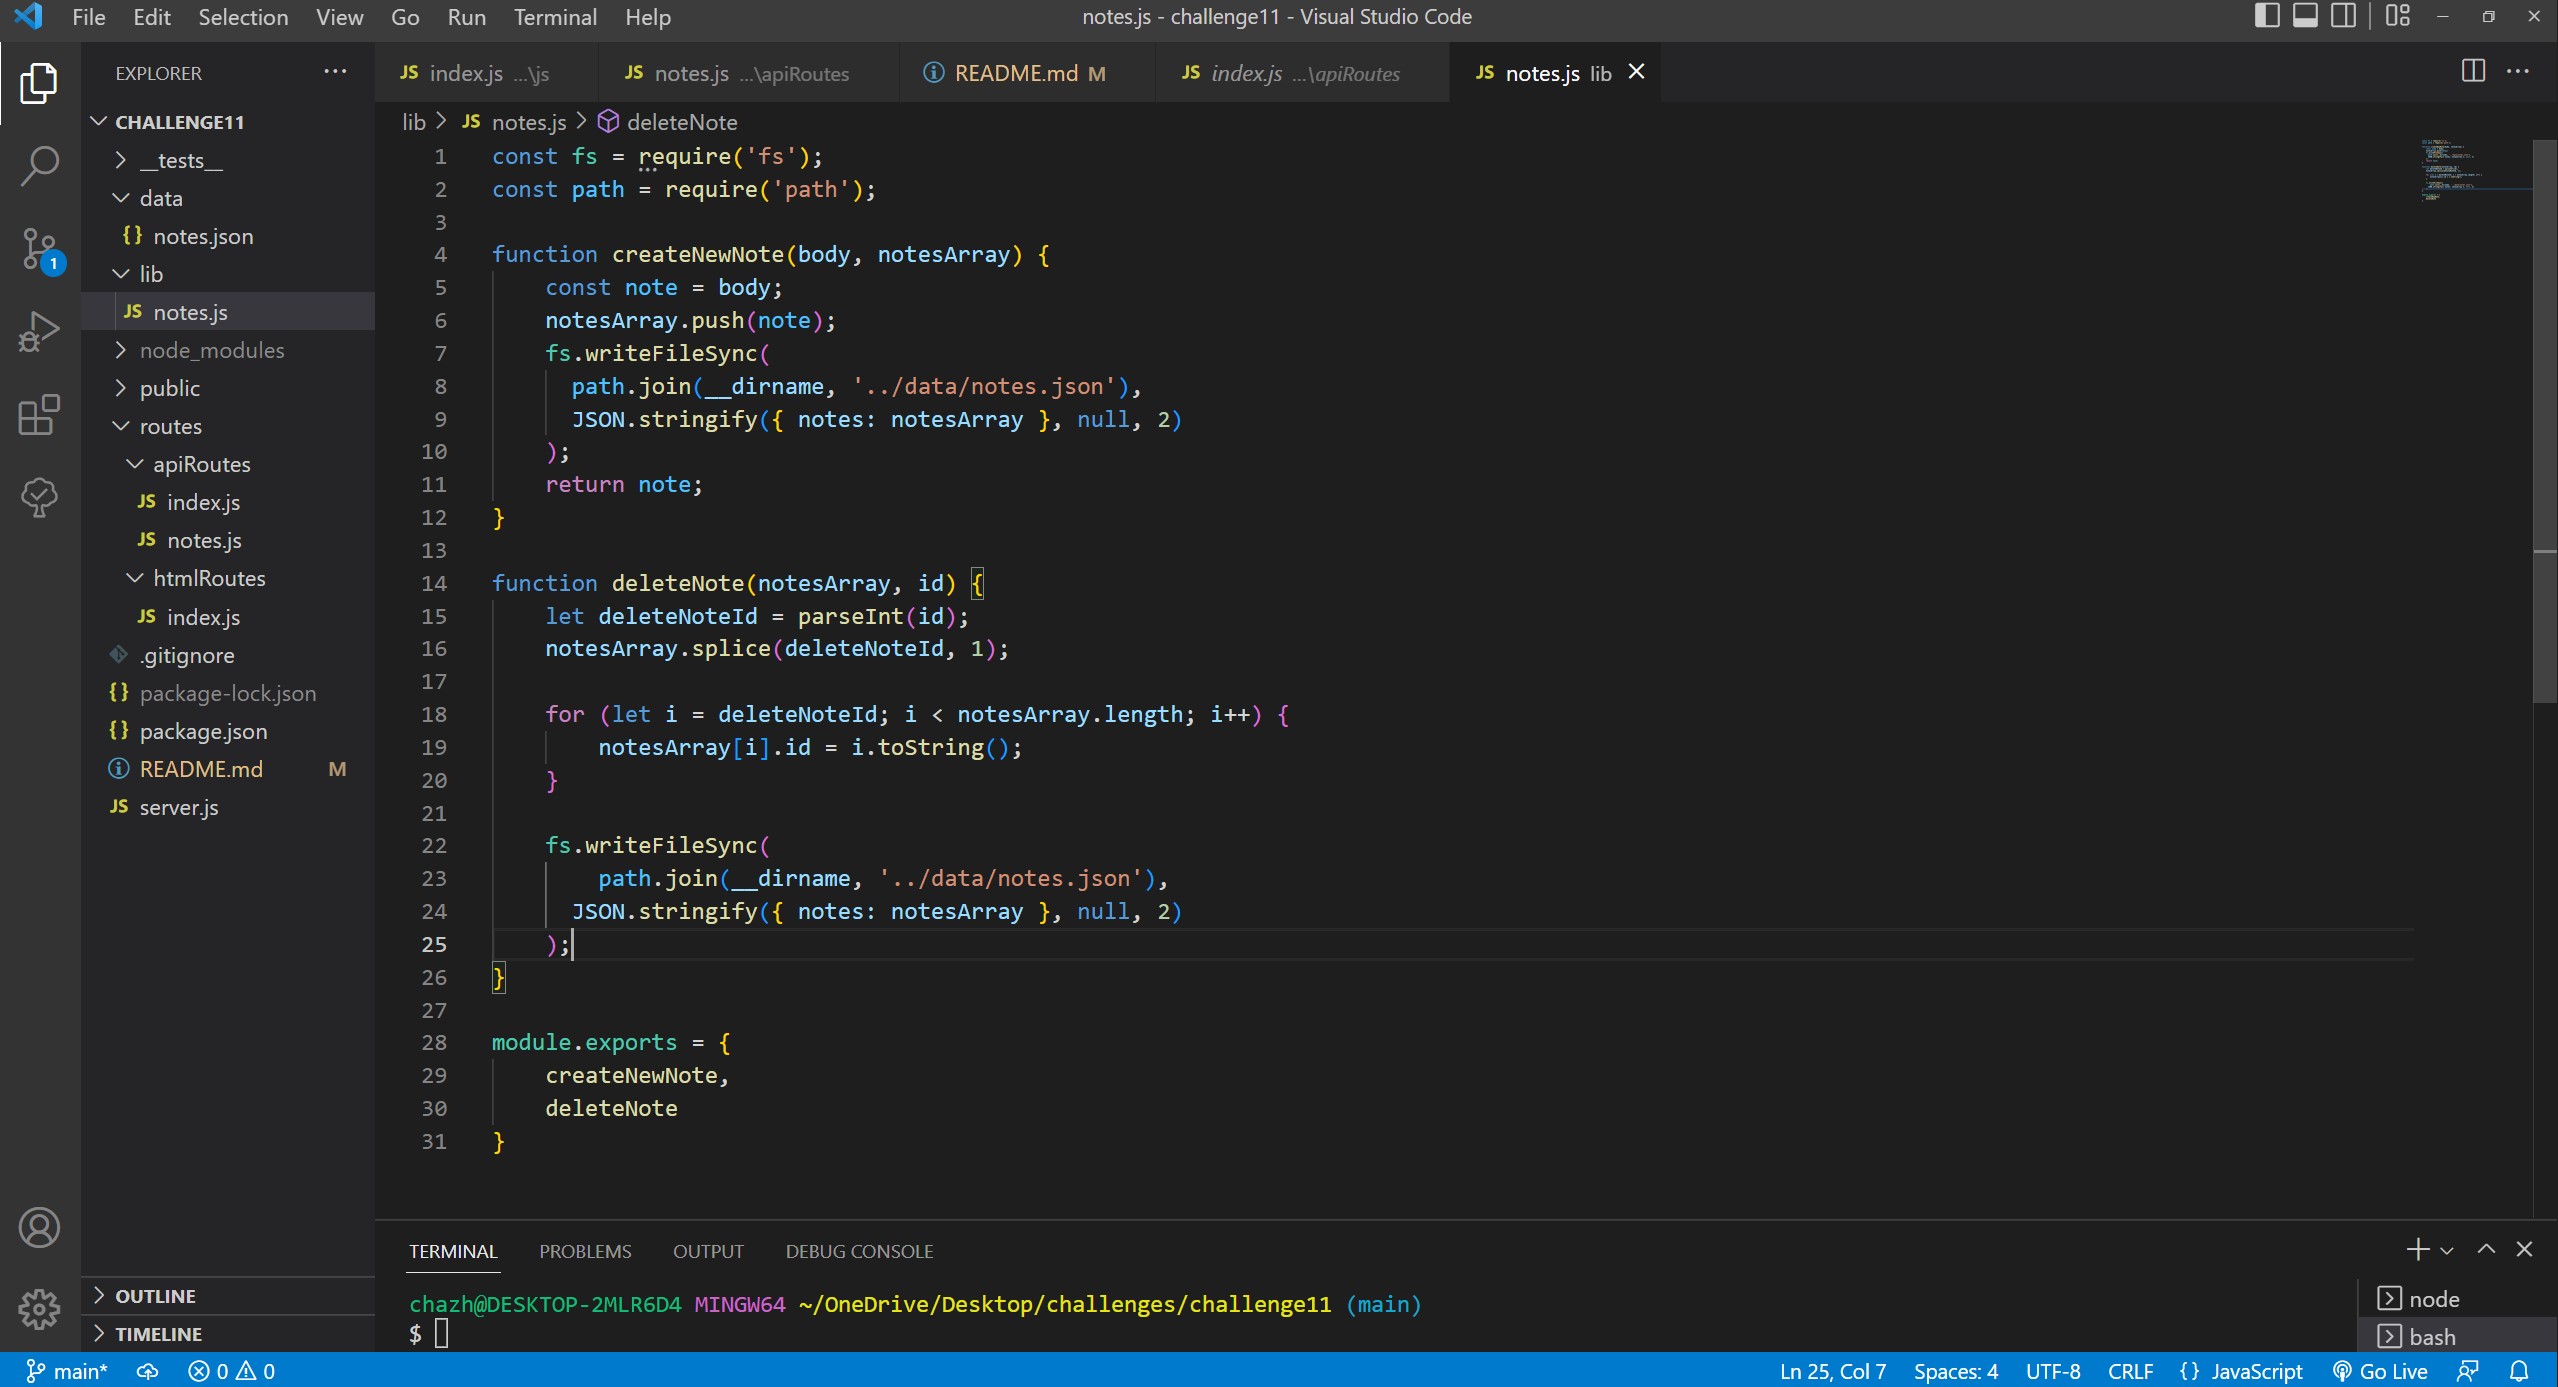 File Edit Selection View Go Run Terminal Help
notes.js - challenge11 - Visual Studio Code
EXPLORER
JS index.js ...\js
JS notes.js ...\apiRoutes
README.md M
JS index.js ...\apiRoutes
JS notes.js lib
CHALLENGE11
__tests__
data
{} notes.json
lib
JS notes.js
node_modules
public
routes
apiRoutes
JS index.js
JS notes.js
htmlRoutes
JS index.js
.gitignore
{} package-lock.json
{} package.json
README.md M
JS server.js
OUTLINE
TIMELINE
1
lib > JS notes.js > deleteNote
1 const fs = require('fs');
2 const path = require('path');
3
4 function createNewNote(body, notesArray) {
5     const note = body;
6     notesArray.push(note);
7     fs.writeFileSync(
8       path.join(__dirname, '../data/notes.json'),
9       JSON.stringify({ notes: notesArray }, null, 2)
10     );
11     return note;
12 }
13
14 function deleteNote(notesArray, id) {
15     let deleteNoteId = parseInt(id);
16     notesArray.splice(deleteNoteId, 1);
17
18     for (let i = deleteNoteId; i < notesArray.length; i++) {
19         notesArray[i].id = i.toString();
20     }
21
22     fs.writeFileSync(
23         path.join(__dirname, '../data/notes.json'),
24       JSON.stringify({ notes: notesArray }, null, 2)
25     );
26 }
27
28 module.exports = {
29     createNewNote,
30     deleteNote
31 }
TERMINAL PROBLEMS OUTPUT DEBUG CONSOLE
chazh@DESKTOP-2MLR6D4 MINGW64 ~/OneDrive/Desktop/challenges/challenge11 (main)
$
node
bash
main* 0 0
Ln 25, Col 7 Spaces: 4 UTF-8 CRLF {} JavaScript Go Live